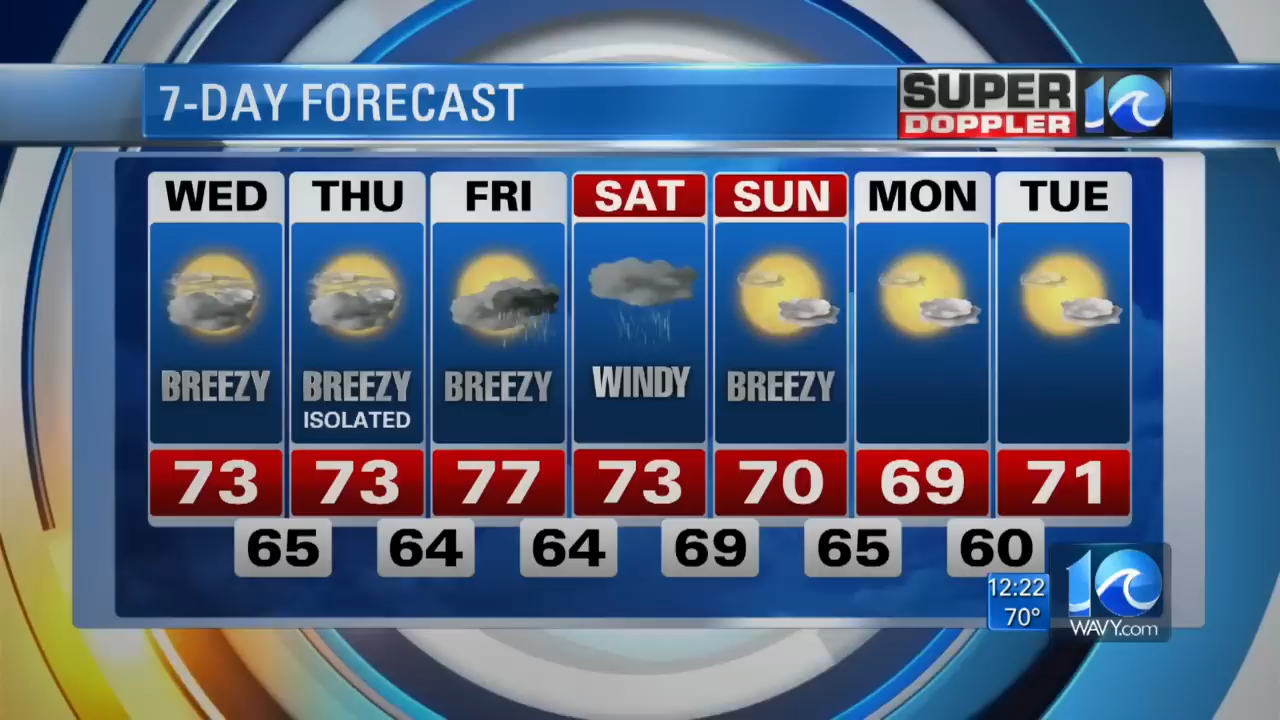 7-DAY FORECAST
SUPER
DOPPLER
10
WED THU FRI SAT SUN MON TUE
BREEZY BREEZY BREEZY WINDY BREEZY
ISOLATED
73 73 77 73 70 69 71
65 64 64 69 65 60
12:22
70°
10
WAVY.com